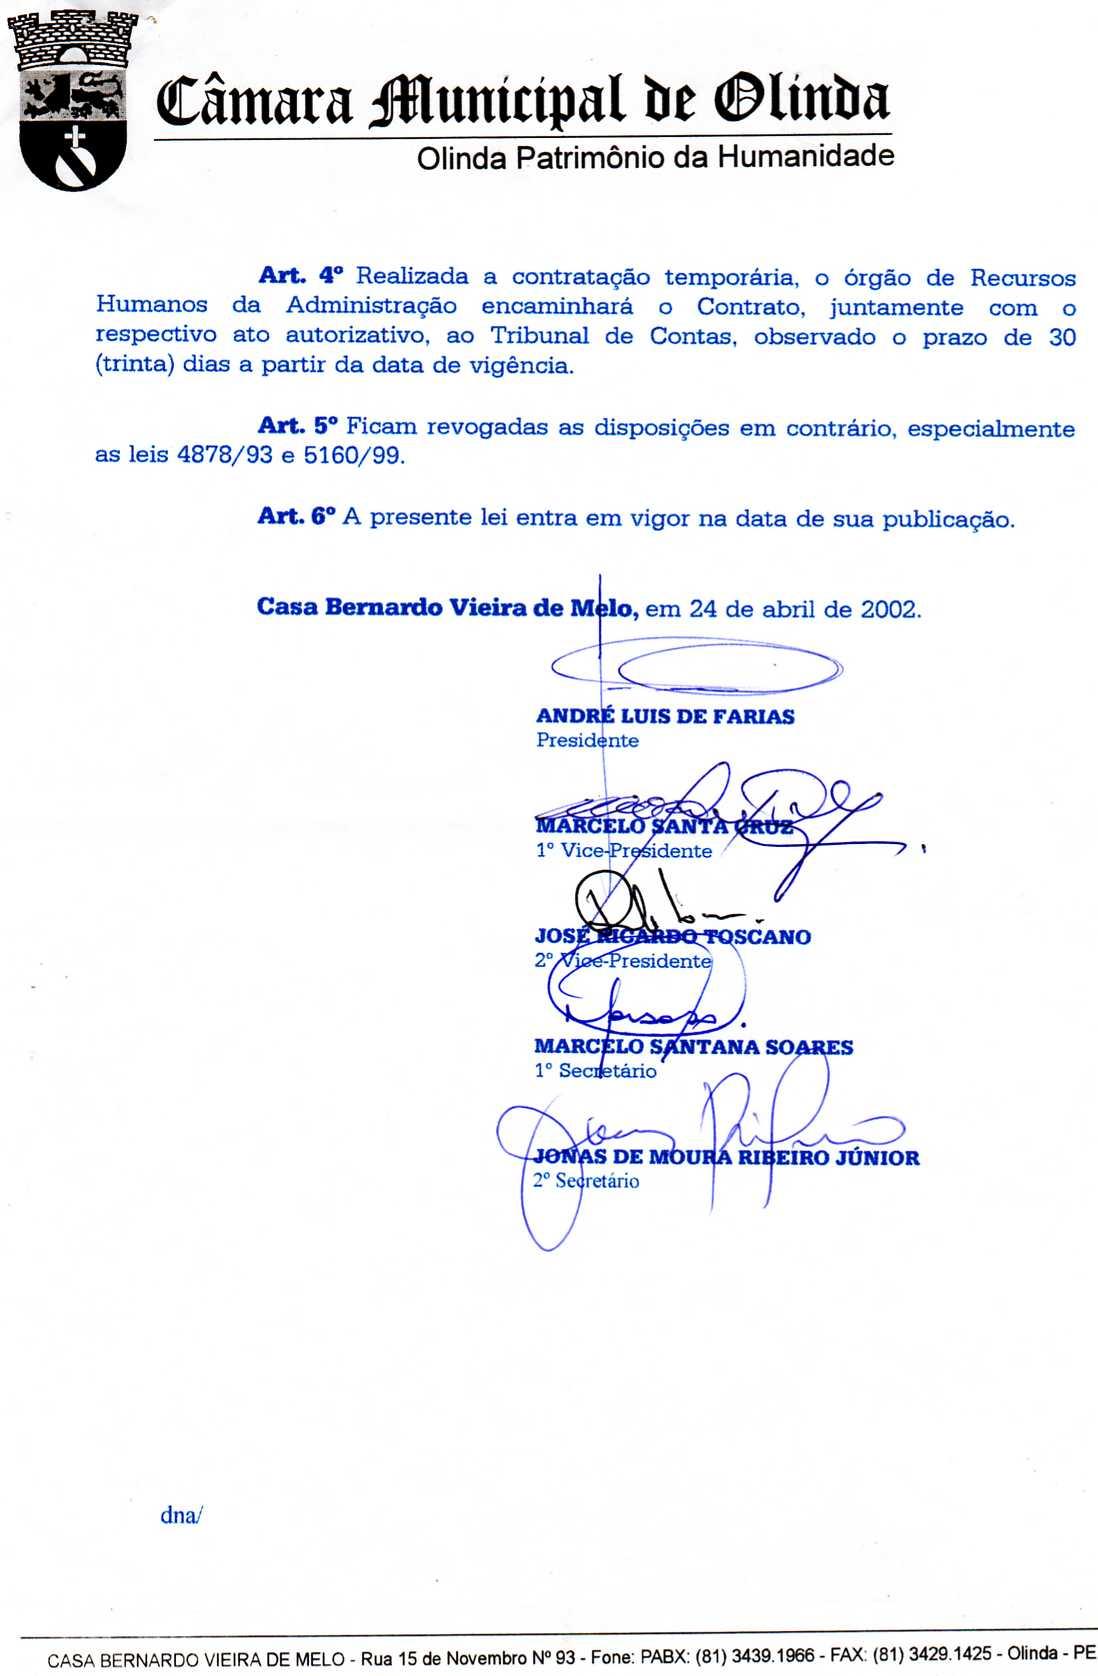 Câmara Municipal de Olinda
Olinda Patrimônio da Humanidade
Art. 4º Realizada a contratação temporária, o órgão de Recursos
Humanos da Administração encaminhará o Contrato, juntamente com o
respectivo ato autorizativo, ao Tribunal de Contas, observado o prazo de 30
(trinta) dias a partir da data de vigência.
Art. 5º Ficam revogadas as disposições em contrário, especialmente
as leis 4878/93 e 5160/99.
Art. 6º A presente lei entra em vigor na data de sua publicação.
Casa Bernardo Vieira de Melo, em 24 de abril de 2002.
ANDRÉ LUIS DE FARIAS
Presidente
MARCELO SANTA CRUZ
1º Vice-Presidente
JOSÉ RICARDO TOSCANO
2º Vice-Presidente
MARCELO SANTANA SOARES
1º Secretário
JONAS DE MOURA RIBEIRO JÚNIOR
2º Secretário
dna/
CASA BERNARDO VIEIRA DE MELO - Rua 15 de Novembro Nº 93 - Fone: PABX: (81) 3439.1966 - FAX: (81) 3429.1425 - Olinda - PE